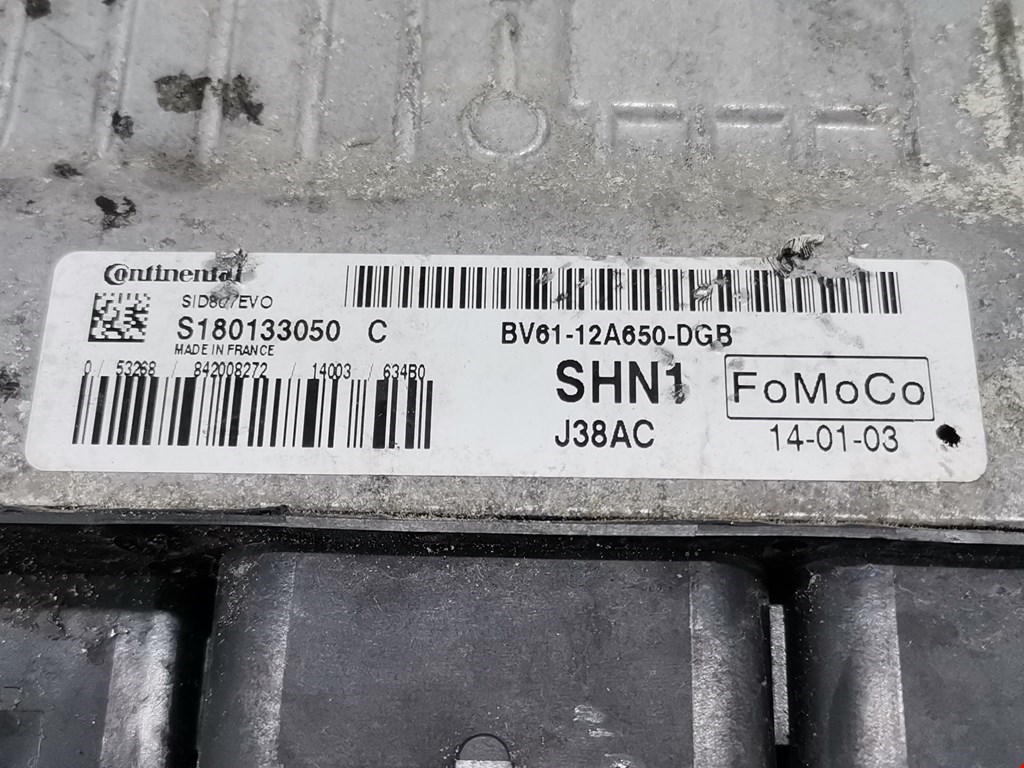 Continental
SID807EVO
S180133050 C
MADE IN FRANCE
BV61-12A650-DGB
0 / 53268 / 842008272 / 14003 / 634B0
SHN1
FoMoCo
J38AC
14-01-03